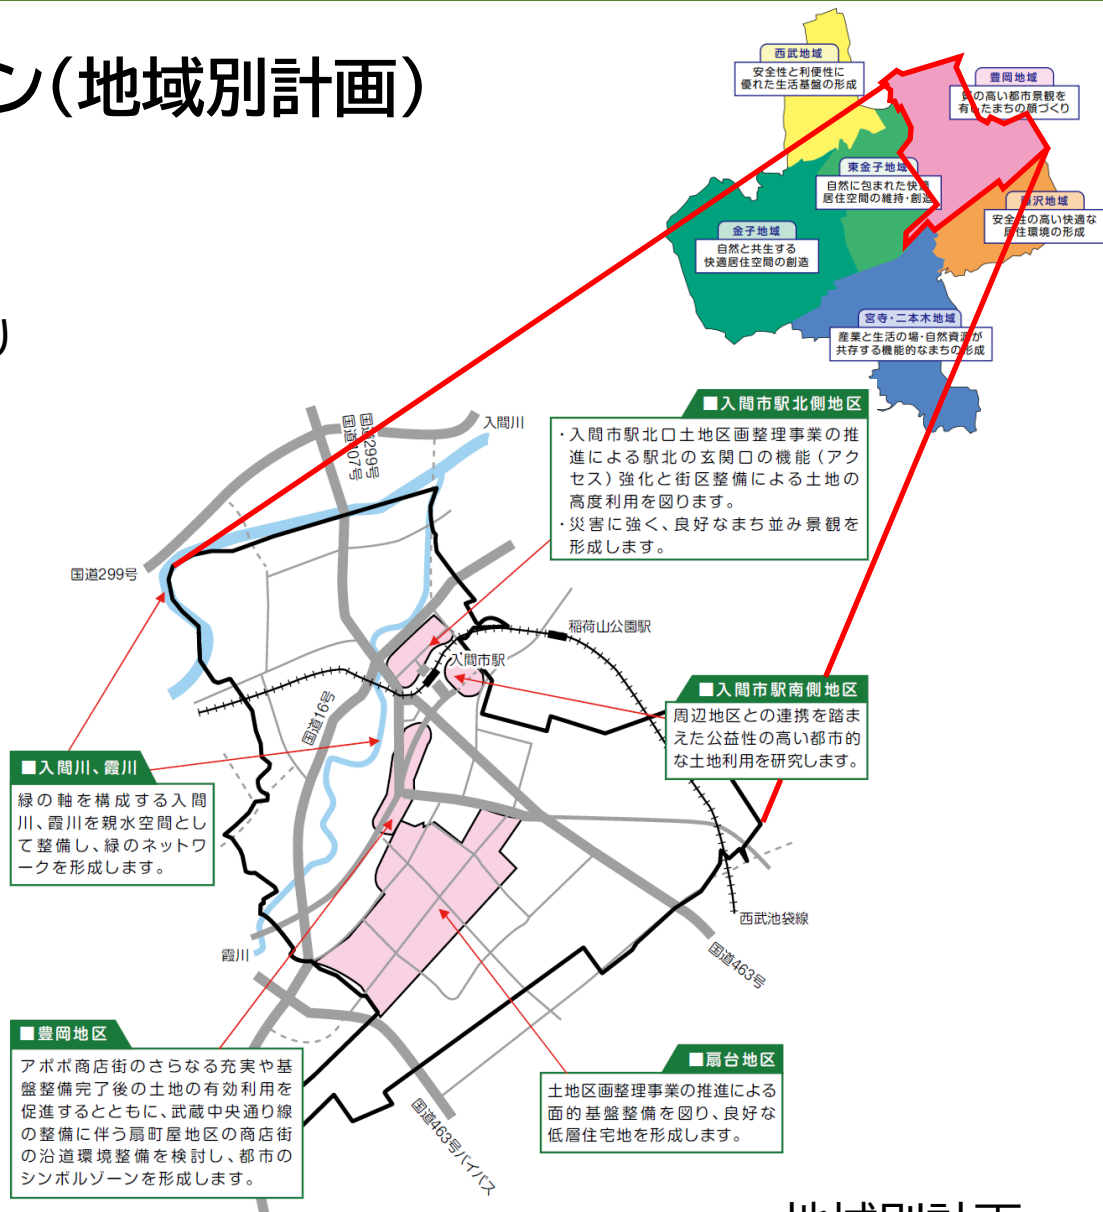 ン（地域別計画）
西武地域
安全性と利便性に
優れた生活基盤の形成
豊岡地域
質の高い都市景観を
有したまちの顔づくり
東金子地域
自然に包まれた快適
居住空間の維持・創造
藤沢地域
安全性の高い快適な
居住環境の形成
金子地域
自然と共生する
快適居住空間の創造
宮寺・二本木地域
産業と生活の場・自然資源が
共存する機能的なまちの形成
り
■入間市駅北側地区
・入間市駅北口土地区画整理事業の推
進による駅北の玄関口の機能（アク
セス）強化と街区整備による土地の
高度利用を図ります。
・災害に強く、良好なまち並み景観を
形成します。
国道299号
国道407号
入間川
国道299号
稲荷山公園駅
入間市駅
国道16号
■入間市駅南側地区
周辺地区との連携を踏ま
えた公益性の高い都市的
な土地利用を研究します。
■入間川、霞川
緑の軸を構成する入間
川、霞川を親水空間とし
て整備し、緑のネットワ
ークを形成します。
西武池袋線
国道463号
霞川
■豊岡地区
アポポ商店街のさらなる充実や基
盤整備完了後の土地の有効利用を
促進するとともに、武蔵中央通り線
の整備に伴う扇町屋地区の商店街
の沿道環境整備を検討し、都市の
シンボルゾーンを形成します。
■扇台地区
土地区画整理事業の推進による
面的基盤整備を図り、良好な
低層住宅地を形成します。
国道463号バイパス
地域別計画